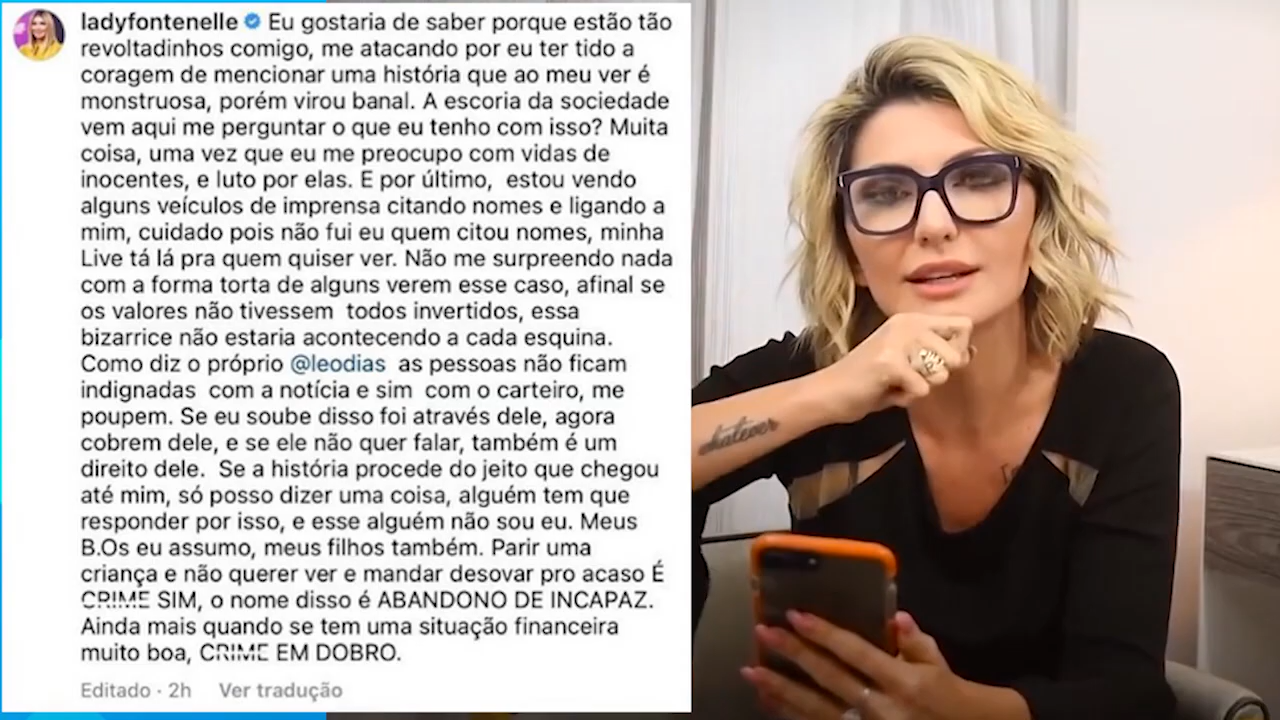 ladyfontenelle Eu gostaria de saber porque estão tão
revoltadinhos comigo, me atacando por eu ter tido a
coragem de mencionar uma história que ao meu ver é
monstruosa, porém virou banal. A escoria da sociedade
vem aqui me perguntar o que eu tenho com isso? Muita
coisa, uma vez que eu me preocupo com vidas de
inocentes, e luto por elas. E por último, estou vendo
alguns veículos de imprensa citando nomes e ligando a
mim, cuidado pois não fui eu quem citou nomes, minha
Live tá lá pra quem quiser ver. Não me surpreendo nada
com a forma torta de alguns verem esse caso, afinal se
os valores não tivessem todos invertidos, essa
bizarrice não estaria acontecendo a cada esquina.
Como diz o próprio @leodias as pessoas não ficam
indignadas com a notícia e sim com o carteiro, me
poupem. Se eu soube disso foi através dele, agora
cobrem dele, e se ele não quer falar, também é um
direito dele. Se a história procede do jeito que chegou
até mim, só posso dizer uma coisa, alguém tem que
responder por isso, e esse alguém não sou eu. Meus
B.Os eu assumo, meus filhos também. Parir uma
criança e não querer ver e mandar desovar pro acaso É
CRIME SIM, o nome disso é ABANDONO DE INCAPAZ.
Ainda mais quando se tem uma situação financeira
muito boa, CRIME EM DOBRO.
Editado · 2h Ver tradução
whatever